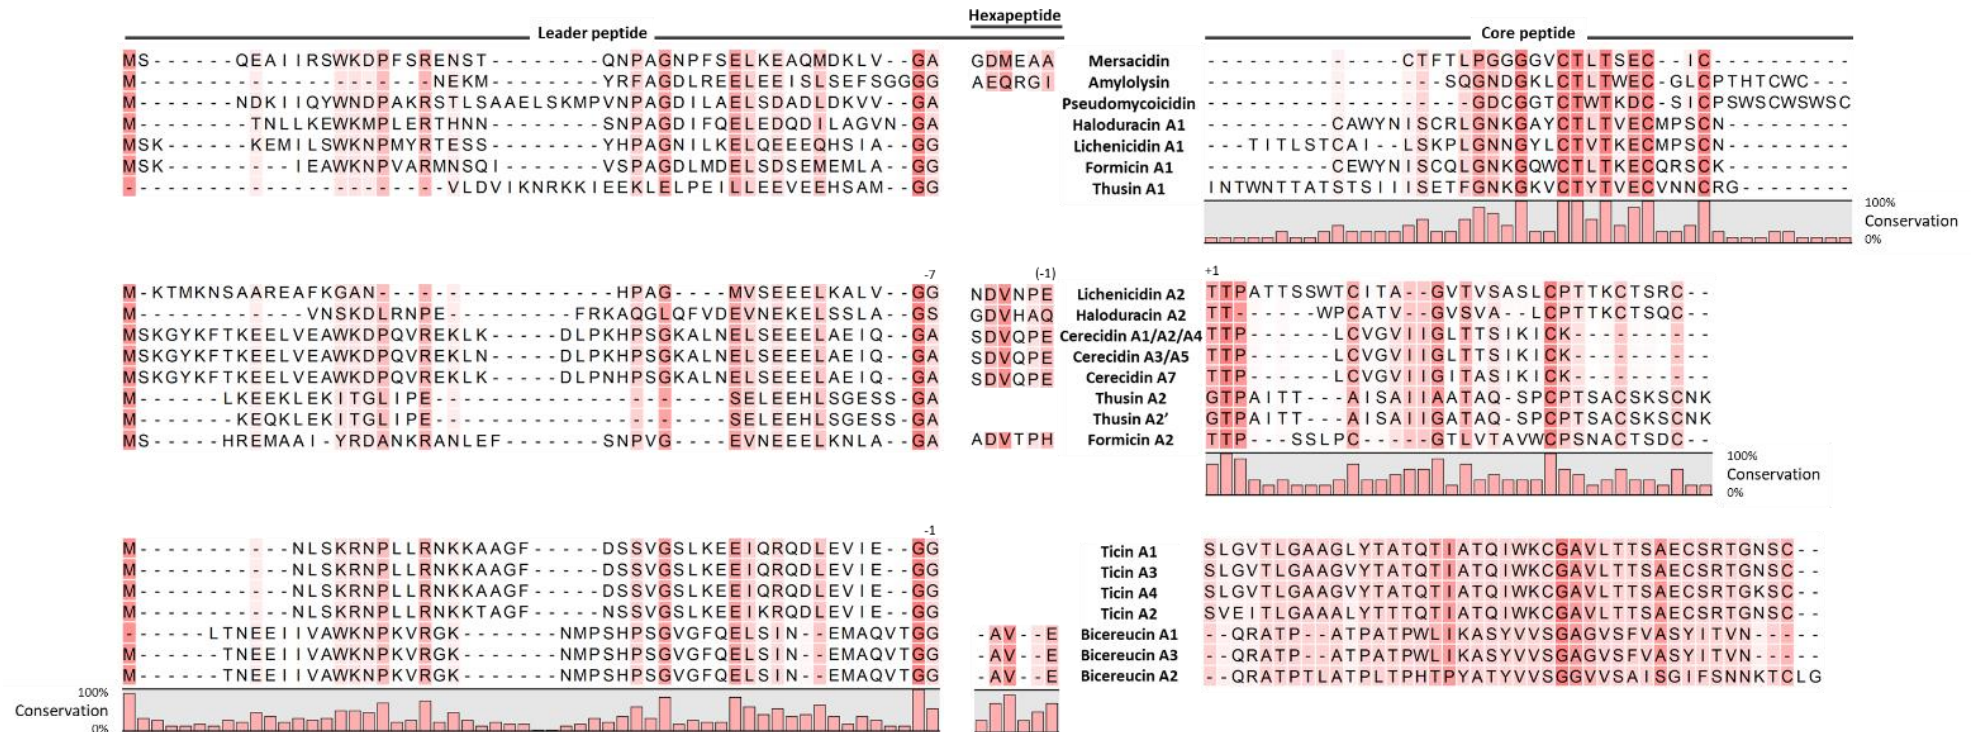 Hexapeptide
Leader peptide
Core peptide
MS------QEAIIRSWKDPFSRENST--------QNPAGNPFSELKEAQMDKLV--GA GDMEAA Mersacidin --------------CTFTLPGGGGVCTLTSEC--IC----------
M---------------------NEKM--------YRFAGDLREELEEISLSEFSGGGG AEQRGI Amylolysin -----------------SQGNDGKLCTLTWEC-GLCPTHTCWC---
M-------NDKIIQYWNDPAKRSTLSAAELSKMPVNPAGDILAELSDADLDKVV--GA Pseudomycoicidin -------------------GDCGGTCTWTKDC-SICPSWSCWSWSC
M--------TNLLKEWKMPLERTHNN--------SNPAGDIFQELEDQDILAGVN-GA Haloduracin A1 ---------CAWYNISCRLGNKGAYCTLTVECMPSCN---------
MSK------KEMILSWKNPMYRTESS--------YHPAGNILKELQEEEQHSIA--GG Lichenicidin A1 ---TITLSTCAI--LSKPLGNNGYLCTVTKECMPSCN---------
MSK---------IEAWKNPVARMNSQI-------VSPAGDLMDELSDSEMEMLA--GG Formicin A1 ---------CEWYNISCQLGNKGQWCTLTKECQRSCK---------
-----------------------VLDVIKNRKKIEEKLELPEILLEEVEEHSAM--GG Thusin A1 INTWNTTATSTSIIISETFGNKGKVCTYTVECVNNCRG--------
100%
Conservation
0%
-7 (-1) +1
M-KTMKNSAAREAFKGAN-----------------HPAG----MVSEEELKALV--GG NDVNPE Lichenicidin A2 TTPATTSSWTCITA--GVTVSASLCPTTKCTSRC--
M------------VNSKDLRNPE---------FRKAQGLQFVDEVNEKELSSLA--GS GDVHAQ Haloduracin A2 TT-----WPCATV--GVSVA--LCPTTKCTSQC--
MSKGYKFTKEELVEAWKDPQVREKLK-----DLPKHPSGKALNELSEEELAEIQ--GA SDVQPE Cerecidin A1/A2/A4 TTP------LCVGVIIGLTTSIKICK----------
MSKGYKFTKEELVEAWKDPQVREKLN-----DLPKHPSGKALNELSEEELAEIQ--GA SDVQPE Cerecidin A3/A5 TTP------LCVGVIIGLTTSIKICK----------
MSKGYKFTKEELVEAWKDPQVREKLK-----DLPNHPSGKALNELSEEELAEIQ--GA SDVQPE Cerecidin A7 TTP------LCVGVIIGITASIKICK----------
M------LKEEKLEKITGLIPE---------------------SELEEHLSGESS-GA Thusin A2 GTPAITT---AISAIIAATAQ-SPCPTSACSKSCNK
M-------KEQKLEKITGLIPE---------------------SELEEHLSGESS-GA Thusin A2’ GTPAITT---AISAIIGATAQ-SPCPTSACSKSCNK
MS-----HREMAAI-YRDANKRANLEF-------SNPVG----EVNEEELKNLA--GA ADVTPH Formicin A2 TTP---SSLPC-----GTLVTAVWCPSNACTSDC--
100%
Conservation
0%
-1
M-----------NLSKRNPLLRNKKAAGF-----DSSVGSLKEEIQRQDLEVIE--GG Ticin A1 SLGVTLGAAGLYTATQTIATQIWKCGAVLTTSAECSRTGNSC--
M-----------NLSKRNPLLRNKKAAGF-----DSSVGSLKEEIQRQDLEVIE--GG Ticin A3 SLGVTLGAAGVYTATQTIATQIWKCGAVLTTSAECSRTGNSC--
M-----------NLSKRNPLLRNKKAAGF-----DSSVGSLKEEIQRQDLEVIE--GG Ticin A4 SLGVTLGAAGVYTATQTIATQIWKCGAVLTTSAECSRTGKSC--
M-----------NLSKRNPLLRNKKTAGF-----NSSVGSLKEEIKRQDLEVIE--GG Ticin A2 SVEITLGAAALYTTTQTIATQIWKCGAVLTTSAECSRTGNSC--
------LTNEEIIVAWKNPKVRGK-------NMPSHPSGVGFQELSIN--EMAQVTGG -AV--E Bicereucin A1 --QRATP--ATPATPWLIKASYVVSGAGVSFVASYITVN-----
M------TNEEIIVAWKNPKVRGK-------NMPSHPSGVGFQELSIN--EMAQVTGG -AV--E Bicereucin A3 --QRATP--ATPATPWLIKASYVVSGAGVSFVASYITVN-----
M------TNEEIIVAWKNPKVRGK-------NMPSHPSGVGFQELSIN--EMAQVTGG -AV--E Bicereucin A2 --QRATPTLATPLTPHTPYATYVVSGGVVSAISGIFSNNKTCLG
100%
Conservation
0%